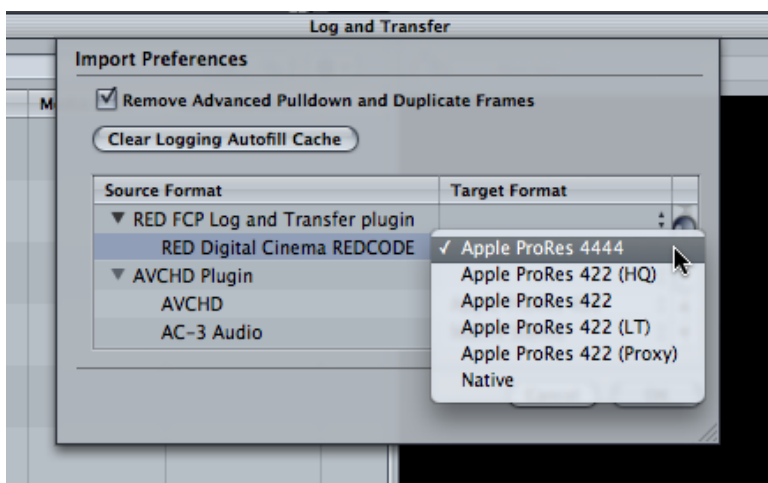 Log and Transfer
Import Preferences
Remove Advanced Pulldown and Duplicate Frames
Clear Logging Autofill Cache
Source Format Target Format
RED FCP Log and Transfer plugin
RED Digital Cinema REDCODE ✓ Apple ProRes 4444
AVCHD Plugin Apple ProRes 422 (HQ)
AVCHD Apple ProRes 422
AC-3 Audio Apple ProRes 422 (LT)
Apple ProRes 422 (Proxy)
Native